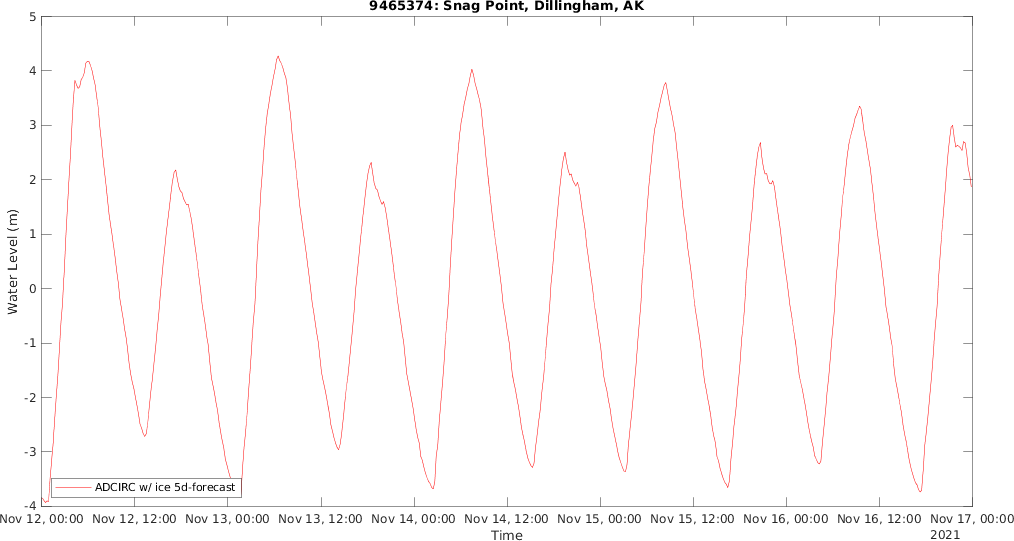 9465374: Snag Point, Dillingham, AK
5
4
3
2
1
0
-1
-2
-3
-4
Water Level (m)
ADCIRC w/ ice 5d-forecast
Nov 12, 00:00 Nov 12, 12:00 Nov 13, 00:00 Nov 13, 12:00 Nov 14, 00:00 Nov 14, 12:00 Nov 15, 00:00 Nov 15, 12:00 Nov 16, 00:00 Nov 16, 12:00 Nov 17, 00:00
2021
Time